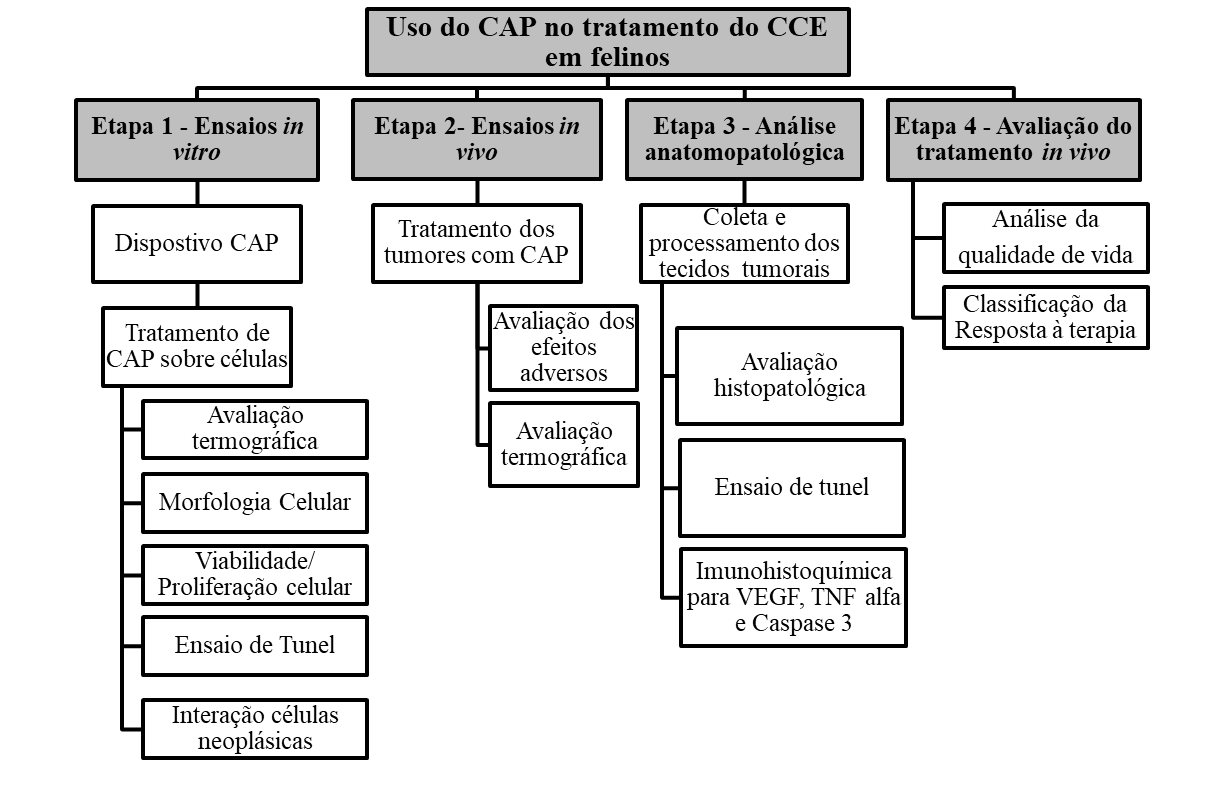 Uso do CAP no tratamento do CCE
em felinos
Etapa 1 - Ensaios in
vitro
Dispostivo CAP
Tratamento de
CAP sobre células
Avaliação
termográfica
Morfologia Celular
Viabilidade/
Proliferação celular
Ensaio de Tunel
Interação células
neoplásicas
Etapa 2- Ensaios in
vivo
Tratamento dos
tumores com CAP
Avaliação dos
efeitos
adversos
Avaliação
termográfica
Etapa 3 - Análise
anatomopatológica
Coleta e
processamento dos
tecidos tumorais
Avaliação
histopatológica
Ensaio de tunel
Imunohistoquímica
para VEGF, TNF alfa
e Caspase 3
Etapa 4 - Avaliação do
tratamento in vivo
Análise da
qualidade de vida
Classificação da
Resposta à terapia